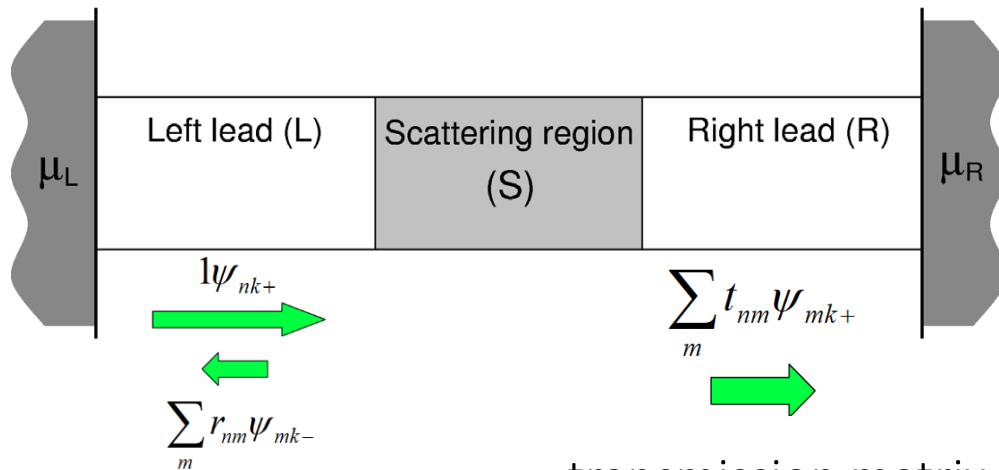 Left lead (L) Scattering region Right lead (R)
μL (S) μR
1ψnk+
∑m tnmψmk+
∑m rnmψmk-